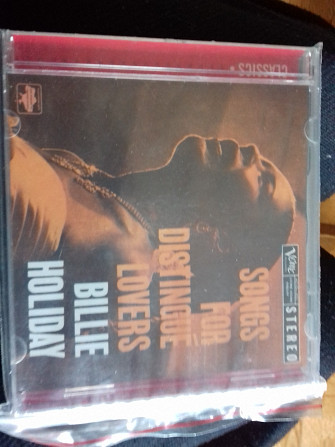 CLASSICS
Verve
STEREO
SONGS
FOR
DISTINGUÉ
LOVERS
BILLIE
HOLIDAY